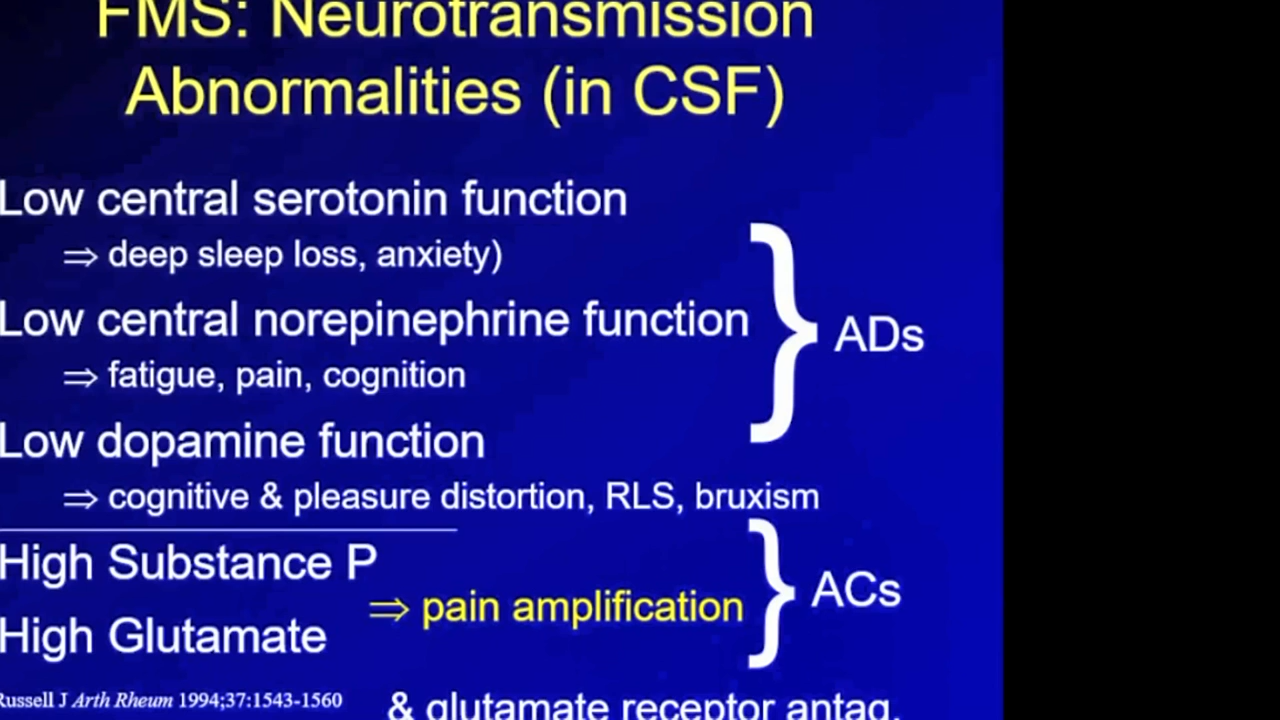 FMS: Neurotransmission
Abnormalities (in CSF)
Low central serotonin function
⇒ deep sleep loss, anxiety)
Low central norepinephrine function
⇒ fatigue, pain, cognition
} ADs
Low dopamine function
⇒ cognitive & pleasure distortion, RLS, bruxism
High Substance P
⇒ pain amplification } ACs
High Glutamate
Russell J Arth Rheum 1994;37:1543-1560
& glutamate receptor antag.